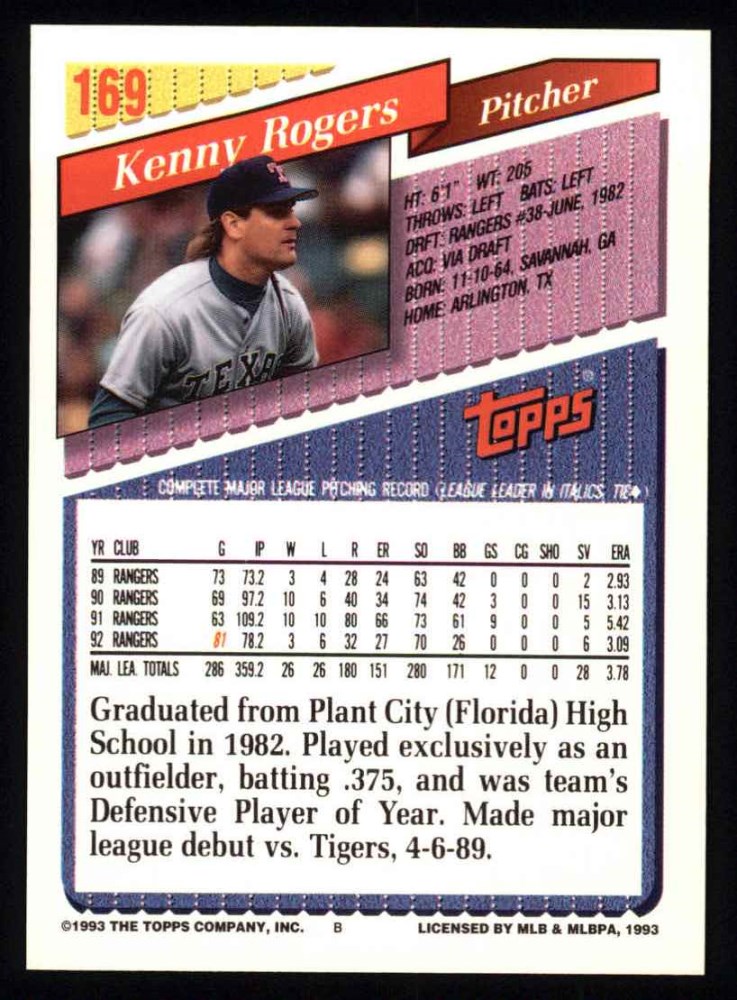 169
Kenny Rogers
Pitcher
HT: 6'1" WT: 205
THROWS: LEFT BATS: LEFT
DRFT: RANGERS #38-JUNE, 1982
ACQ: VIA DRAFT
BORN: 11-10-64, SAVANNAH, GA
HOME: ARLINGTON, TX
T
TEXA
Topps ®
COMPLETE MAJOR LEAGUE PITCHING RECORD (LEAGUE LEADER IN ITALICS, TIE♦)
YR CLUB G IP W L R ER SO BB GS CG SHO SV ERA
89 RANGERS 73 73.2 3 4 28 24 63 42 0 0 0 2 2.93
90 RANGERS 69 97.2 10 6 40 34 74 42 3 0 0 15 3.13
91 RANGERS 63 109.2 10 10 80 66 73 61 9 0 0 5 5.42
92 RANGERS 81 78.2 3 6 32 27 70 26 0 0 0 6 3.09
MAJ. LEA. TOTALS 286 359.2 26 26 180 151 280 171 12 0 0 28 3.78
Graduated from Plant City (Florida) High
School in 1982. Played exclusively as an
outfielder, batting .375, and was team's
Defensive Player of Year. Made major
league debut vs. Tigers, 4-6-89.
©1993 THE TOPPS COMPANY, INC. B LICENSED BY MLB & MLBPA, 1993